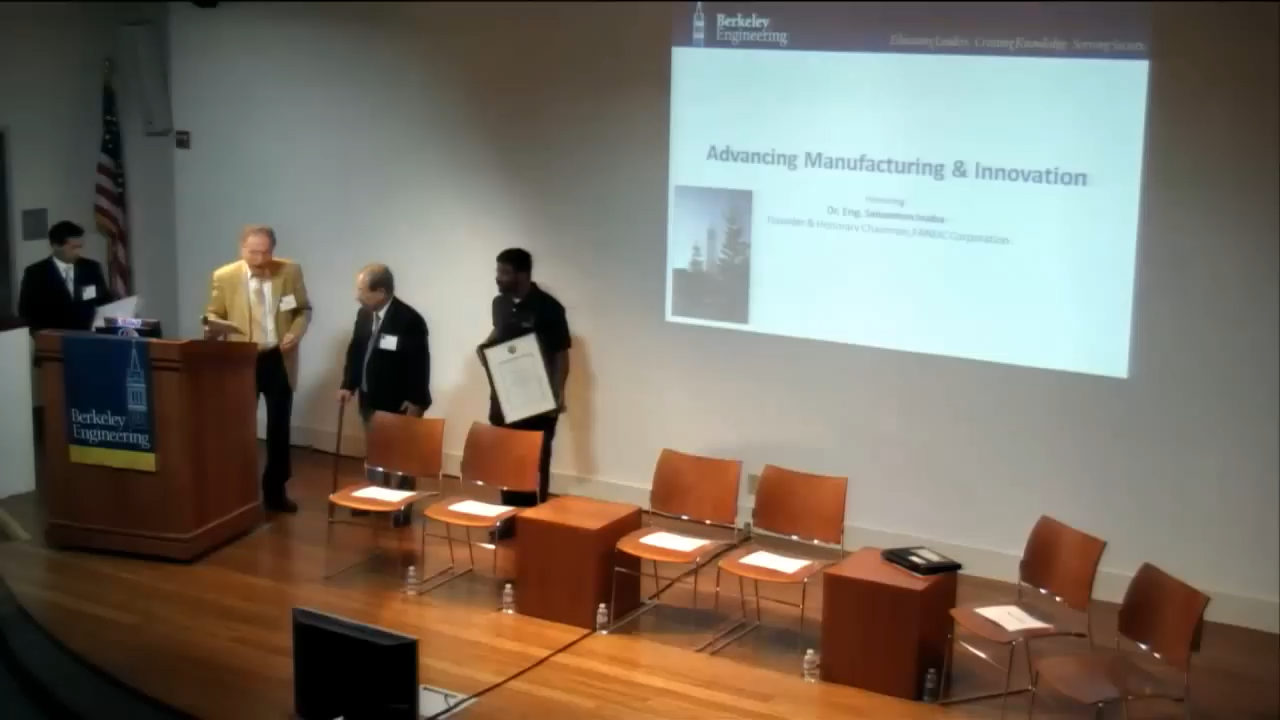 Berkeley
Engineering
Educating Leaders. Creating Knowledge. Serving Society.
Advancing Manufacturing & Innovation
Honoring
Dr. Eng.
Founder & Honorary Chairman, FANUC Corporation
Berkeley
Engineering